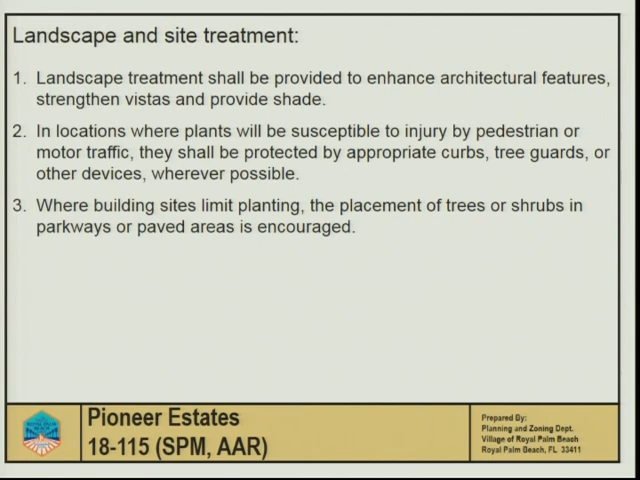 Landscape and site treatment:
1. Landscape treatment shall be provided to enhance architectural features,
strengthen vistas and provide shade.
2. In locations where plants will be susceptible to injury by pedestrian or
motor traffic, they shall be protected by appropriate curbs, tree guards, or
other devices, wherever possible.
3. Where building sites limit planting, the placement of trees or shrubs in
parkways or paved areas is encouraged.
Pioneer Estates
18-115 (SPM, AAR)
Prepared By:
Planning and Zoning Dept.
Village of Royal Palm Beach
Royal Palm Beach, FL 33411